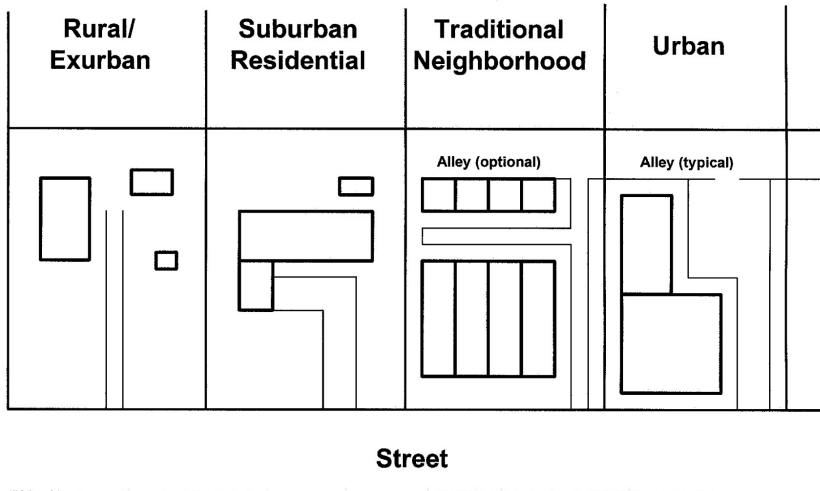 Rural/
Exurban
Suburban
Residential
Traditional
Neighborhood
Urban
Alley (optional)
Alley (typical)
Street